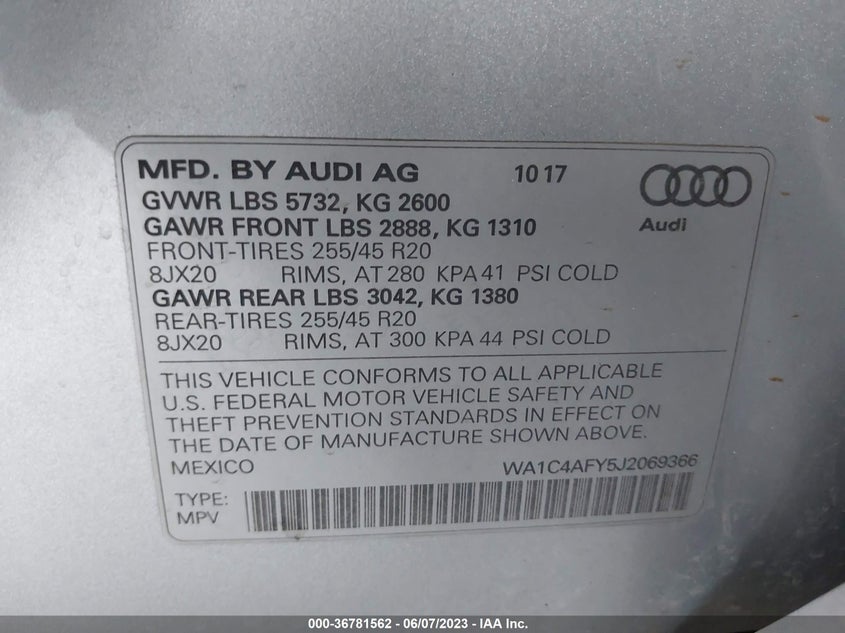 MFD. BY AUDI AG 10 17
GVWR LBS 5732, KG 2600
GAWR FRONT LBS 2888, KG 1310
Audi
FRONT-TIRES 255/45 R20
8JX20 RIMS, AT 280 KPA 41 PSI COLD
GAWR REAR LBS 3042, KG 1380
REAR-TIRES 255/45 R20
8JX20 RIMS, AT 300 KPA 44 PSI COLD
THIS VEHICLE CONFORMS TO ALL APPLICABLE
U.S. FEDERAL MOTOR VEHICLE SAFETY AND
THEFT PREVENTION STANDARDS IN EFFECT ON
THE DATE OF MANUFACTURE SHOWN ABOVE.
MEXICO WA1C4AFY5J2069366
TYPE:
MPV
000-36781562 - 06/07/2023 - IAA Inc.